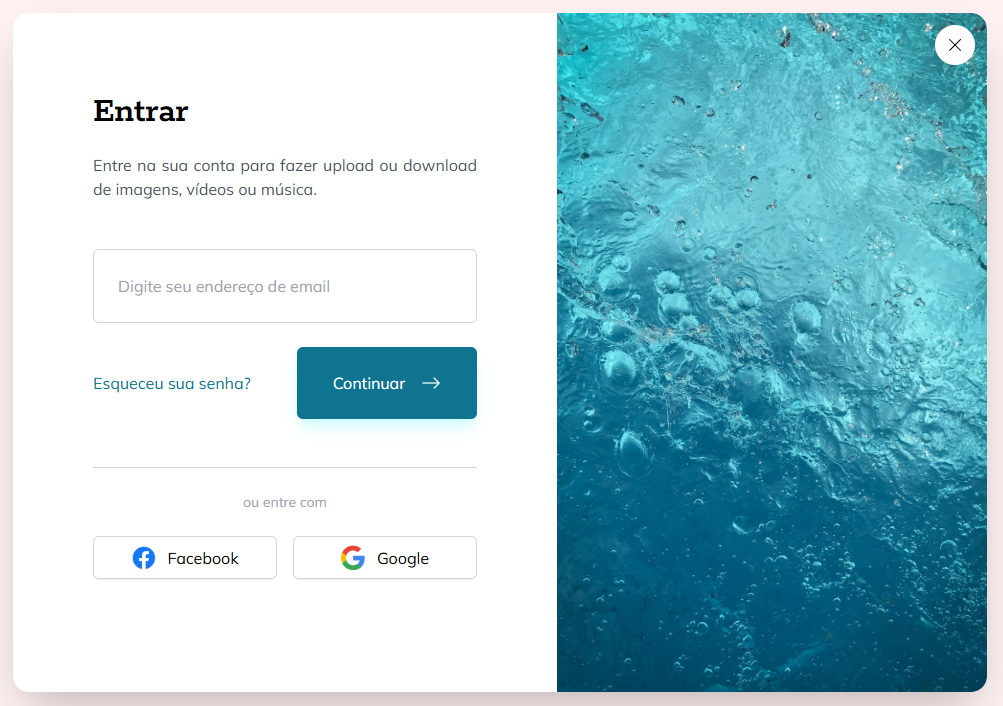 Entrar
Entre na sua conta para fazer upload ou download
de imagens, vídeos ou música.
Digite seu endereço de email
Esqueceu sua senha?
Continuar
ou entre com
Facebook
Google